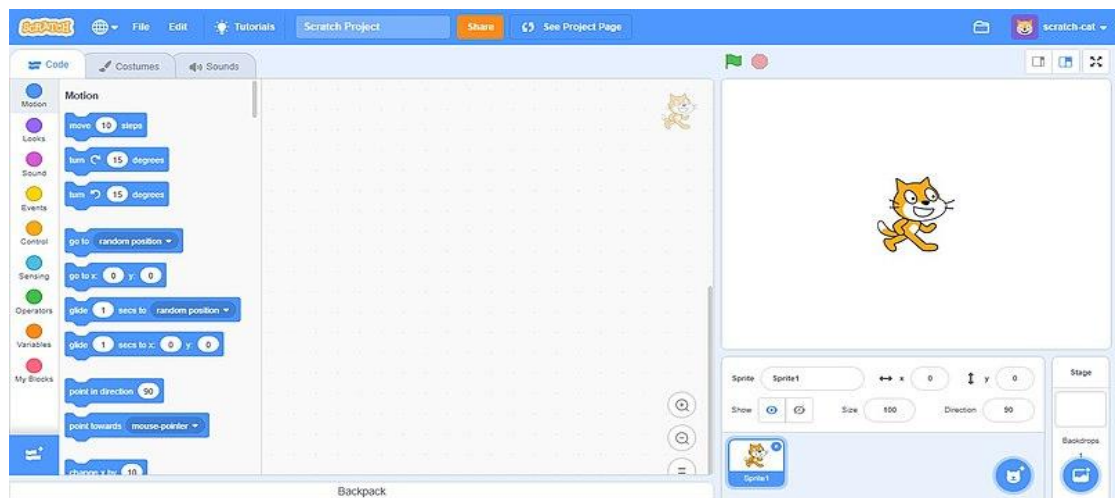 SCRATCH File Edit Tutorials Scratch Project Share See Project Page scratch-cat
Code Costumes Sounds
Motion
Looks
Sound
Events
Control
Sensing
Operators
Variables
My Blocks
Motion
move 10 steps
turn 15 degrees
turn 15 degrees
go to random position
go to x: 0 y: 0
glide 1 secs to random position
glide 1 secs to x: 0 y: 0
point in direction 90
point towards mouse-pointer
change x by 10
Backpack
Sprite Sprite1 x 0 y 0
Show Size 100 Direction 90
Sprite1
Stage
Backdrops
1